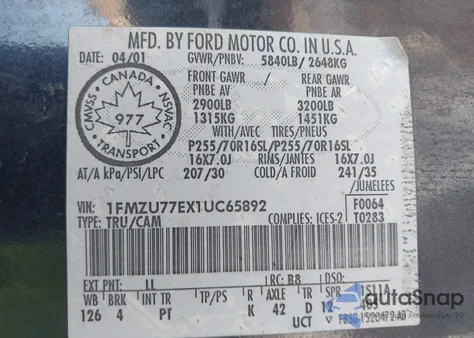 MFD. BY FORD MOTOR CO. IN U.S.A.
DATE: 04/01 GVWR/PNBV: 5840LB/ 2648KG
FRONT GAWR / REAR GAWR
PNBE AV PNBE AR
2900LB 3200LB
1315KG 1451KG
CMVSS CANADA NSVAC
977
TRANSPORT
WITH/AVEC TIRES/PNEUS
P255/70R16SL/P255/70R16SL
16X7.0J RIMS/JANTES 16X7.0J
AT/A kPa/PSI/LPC 207/30 COLD/A FROID 241/35
/JUMELEES
VIN: 1FMZU77EX1UC65892 F0064
TYPE: TRU/CAM COMPLIES: ICES-2 T0283
EXT PNT: LL RC: B8 DSO:
WB BRK INT TR TP/PS R AXLE TR SPR 1S11A
126 4 PT K 42 D 12
UCT
autoSnap